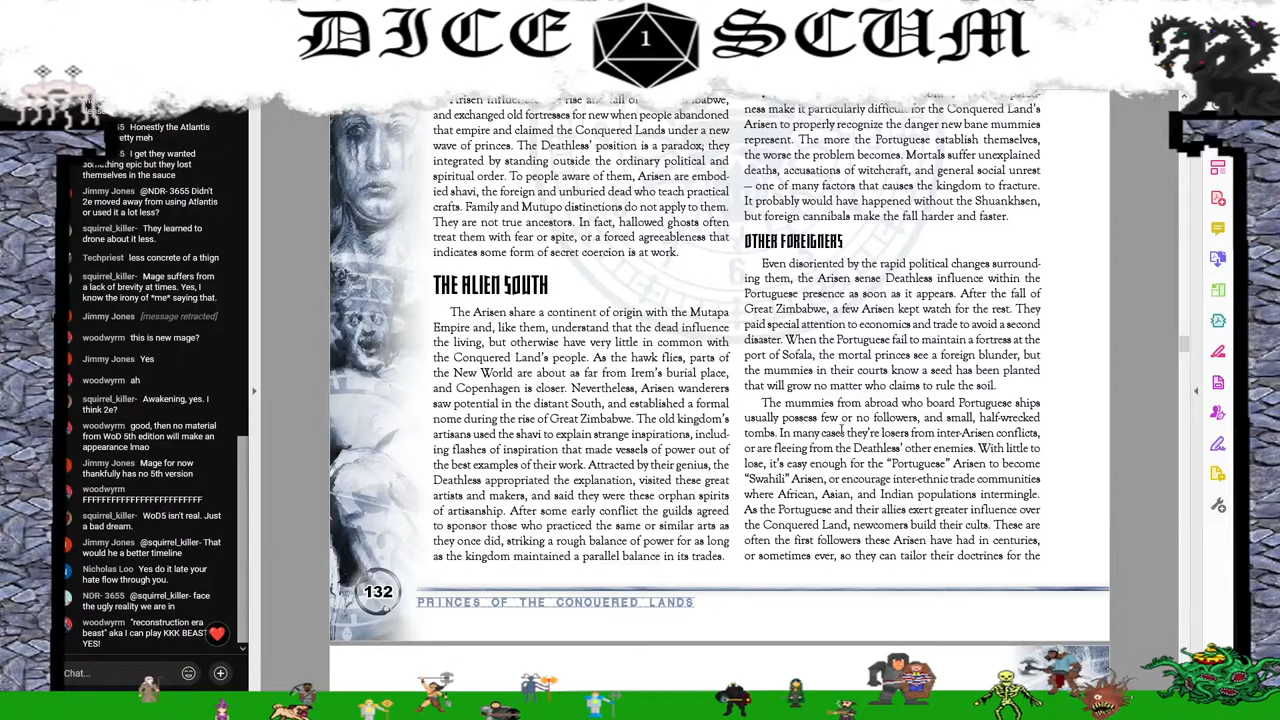 DICE 1 SCUM
55 Honestly the Atlantis
etty meh
55 I get they wanted
something epic but they lost
themselves in the sauce
Jimmy Jones @NDR- 3655 Didn't
2e moved away from using Atlantis
or used it a lot less?
squirrel_killer- They learned to
drone about it less.
Techpriest less concrete of a thign
squirrel_killer- Mage suffers from
a lack of brevity at times. Yes, I
know the irony of *me* saying that.
Jimmy Jones [message retracted]
woodwyrm this is new mage?
Jimmy Jones Yes
woodwyrm ah
squirrel_killer- Awakening, yes. I
think 2e?
woodwyrm good, then no material
from WoD 5th edition will make an
appearance lmao
Jimmy Jones Mage for now
thankfully has no 5th version
woodwyrm
FFFFFFFFFFFFFFFFFFFFFFFF
squirrel_killer- WoD5 isn't real. Just
a bad dream.
Jimmy Jones @squirrel_killer- That
would he a better timeline
Nicholas Loo Yes do it late your
hate flow through you.
NDR- 3655 @squirrel_killer- face
the ugly reality we are in
woodwyrm "reconstruction era
beast" aka I can play KKK BEAST
YES!
Chat...
and exchanged old fortresses for new when people abandoned
that empire and claimed the Conquered Lands under a new
wave of princes. The Deathless' position is a paradox; they
integrated by standing outside the ordinary political and
spiritual order. To people aware of them, Arisen are embod-
ied shavi, the foreign and unburied dead who teach practical
crafts. Family and Mutupo distinctions do not apply to them.
They are not true ancestors. In fact, hallowed ghosts often
treat them with fear or spite, or a forced agreeableness that
indicates some form of secret coercion is at work.
THE ALIEN SOUTH
The Arisen share a continent of origin with the Mutapa
Empire and, like them, understand that the dead influence
the living, but otherwise have very little in common with
the Conquered Land's people. As the hawk flies, parts of
the New World are about as far from Irem's burial place,
and Copenhagen is closer. Nevertheless, Arisen wanderers
saw potential in the distant South, and established a formal
nome during the rise of Great Zimbabwe. The old kingdom's
artisans used the shavi to explain strange inspirations, includ-
ing flashes of inspiration that made vessels of power out of
the best examples of their work. Attracted by their genius, the
Deathless appropriated the explanation, visited these great
artists and makers, and said they were these orphan spirits
of artisanship. After some early conflict the guilds agreed
to sponsor those who practiced the same or similar arts as
they once did, striking a rough balance of power for as long
as the kingdom maintained a parallel balance in its trades.
ness make it particularly difficult for the Conquered Land's
Arisen to properly recognize the danger new bane mummies
represent. The more the Portuguese establish themselves,
the worse the problem becomes. Mortals suffer unexplained
deaths, accusations of witchcraft, and general social unrest
— one of many factors that causes the kingdom to fracture.
It probably would have happened without the Shuankhsen,
but foreign cannibals make the fall harder and faster.
OTHER FOREIGNERS
Even disoriented by the rapid political changes surround-
ing them, the Arisen sense Deathless influence within the
Portuguese presence as soon as it appears. After the fall of
Great Zimbabwe, a few Arisen kept watch for the rest. They
paid special attention to economics and trade to avoid a second
disaster. When the Portuguese fail to maintain a fortress at the
port of Sofala, the mortal princes see a foreign blunder, but
the mummies in their courts know a seed has been planted
that will grow no matter who claims to rule the soil.
The mummies from abroad who board Portuguese ships
usually possess few or no followers, and small, half-wrecked
tombs. In many cases they're losers from inter-Arisen conflicts,
or are fleeing from the Deathless' other enemies. With little to
lose, it's easy enough for the "Portuguese" Arisen to become
"Swahili" Arisen, or encourage inter-ethnic trade communities
where African, Asian, and Indian populations intermingle.
As the Portuguese and their allies exert greater influence over
the Conquered Land, newcomers build their cults. These are
often the first followers these Arisen have had in centuries,
or sometimes ever, so they can tailor their doctrines for the
132
PRINCES OF THE CONQUERED LANDS